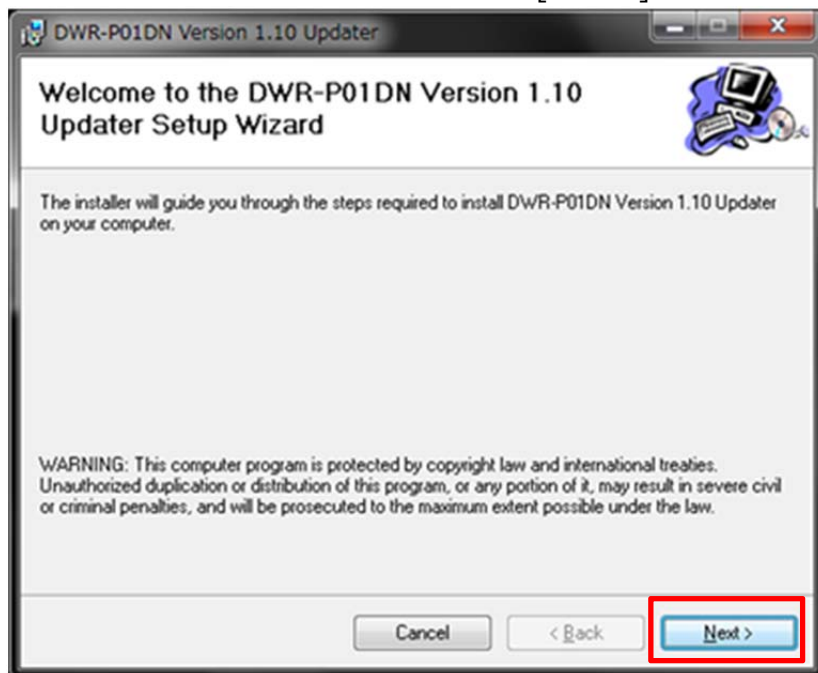 DWR-P01DN Version 1.10 Updater
Welcome to the DWR-P01DN Version 1.10
Updater Setup Wizard
The installer will guide you through the steps required to install DWR-P01DN Version 1.10 Updater
on your computer.
WARNING: This computer program is protected by copyright law and international treaties.
Unauthorized duplication or distribution of this program, or any portion of it, may result in severe civil
or criminal penalties, and will be prosecuted to the maximum extent possible under the law.
Cancel < Back Next >